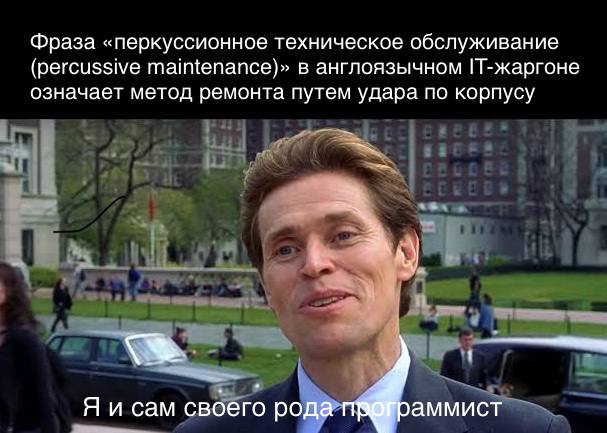 Фраза «перкуссионное техническое обслуживание
(percussive maintenance)» в англоязычном IT-жаргоне
означает метод ремонта путем удара по корпусу
Я и сам своего рода программист